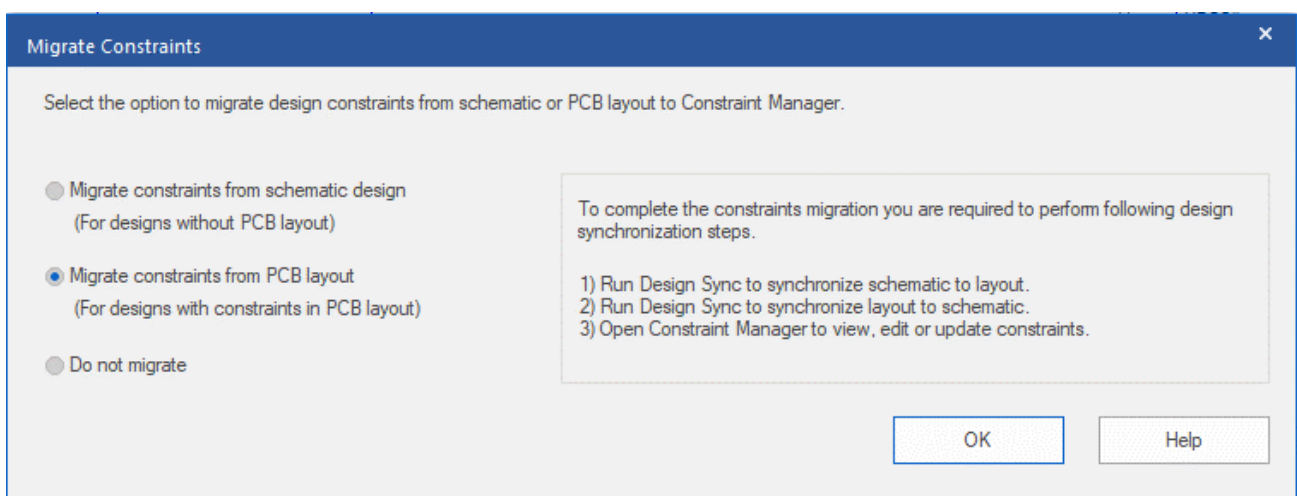 Migrate Constraints
Select the option to migrate design constraints from schematic or PCB layout to Constraint Manager.
Migrate constraints from schematic design
(For designs without PCB layout)
Migrate constraints from PCB layout
(For designs with constraints in PCB layout)
Do not migrate
To complete the constraints migration you are required to perform following design
synchronization steps.
1) Run Design Sync to synchronize schematic to layout.
2) Run Design Sync to synchronize layout to schematic.
3) Open Constraint Manager to view, edit or update constraints.
OK
Help